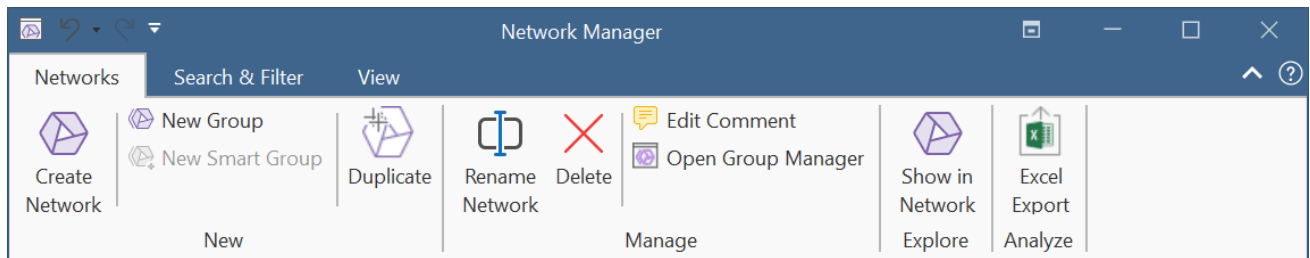 Network Manager
Networks
Search & Filter
View
Create
Network
New Group
New Smart Group
Duplicate
New
Rename
Network
Delete
Edit Comment
Open Group Manager
Manage
Show in
Network
Explore
Excel
Export
Analyze